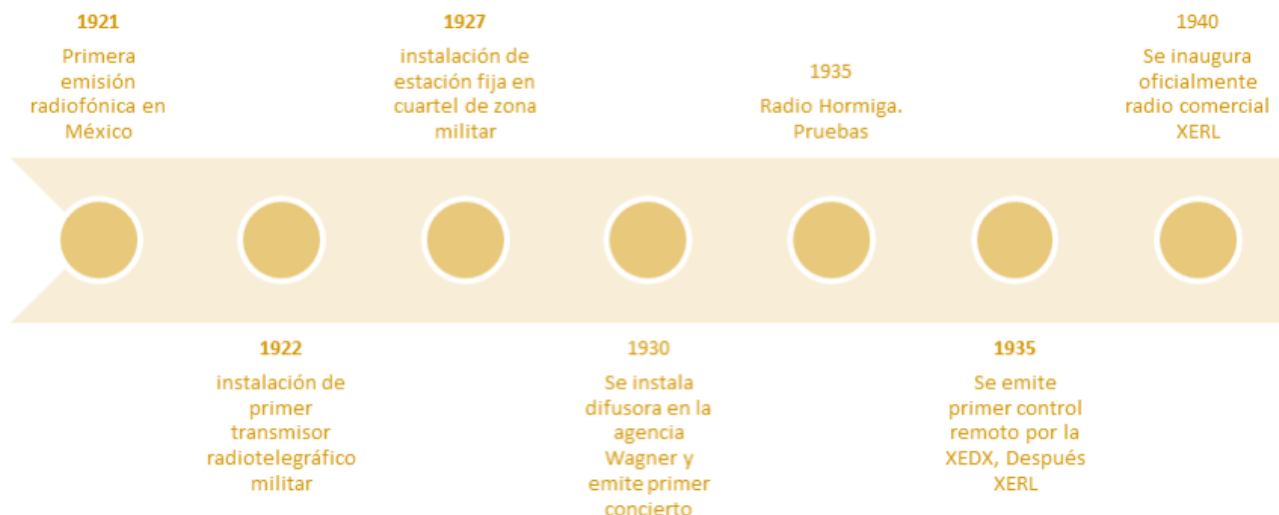 1921
Primera
emisión
radiofónica en
México
1922
instalación de
primer
transmisor
radiotelegráfico
militar
1927
instalación de
estación fija en
cuartel de zona
militar
1930
Se instala
difusora en la
agencia
Wagner y
emite primer
concierto
1935
Radio Hormiga.
Pruebas
1935
Se emite
primer control
remoto por la
XEDX, Después
XERL
1940
Se inaugura
oficialmente
radio comercial
XERL